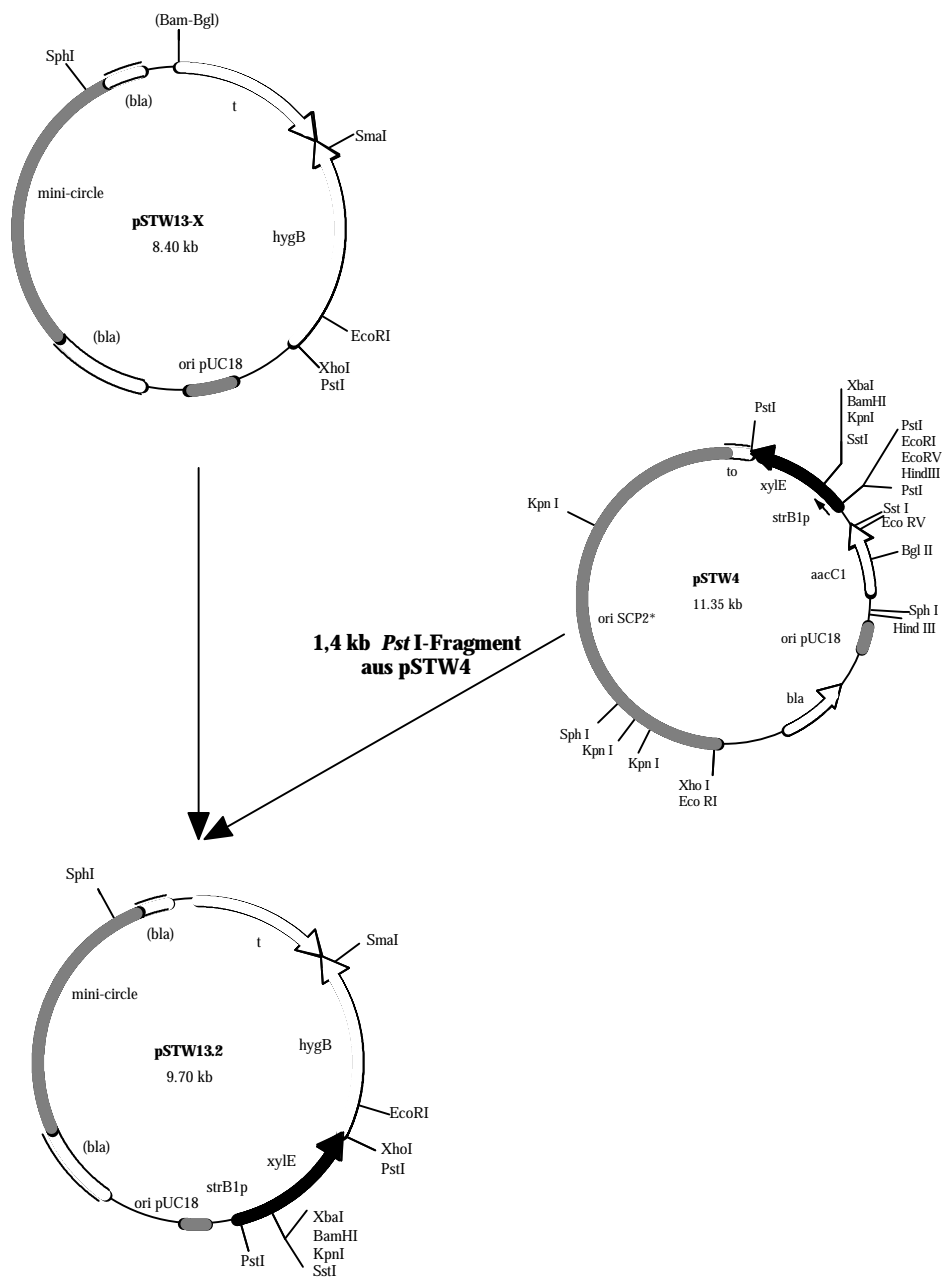 (Bam-Bgl)
SphI
(bla)
t
SmaI
mini-circle
pSTW13-X
8.40 kb
hygB
(bla)
EcoRI
ori pUC18
XhoI
PstI
XbaI
BamHI
KpnI
SstI
PstI
PstI
EcoRI
EcoRV
HindIII
PstI
to
xylE
strB1p
Kpn I
Sst I
Eco RV
Bgl II
aacC1
pSTW4
11.35 kb
ori SCP2*
Sph I
Hind III
ori pUC18
bla
Sph I
Kpn I
Kpn I
Xho I
Eco RI
1,4 kb Pst I-Fragment
aus pSTW4
SphI
(bla)
t
SmaI
mini-circle
pSTW13.2
9.70 kb
hygB
EcoRI
(bla)
xylE
XhoI
PstI
strB1p
ori pUC18
XbaI
BamHI
KpnI
SstI
PstI